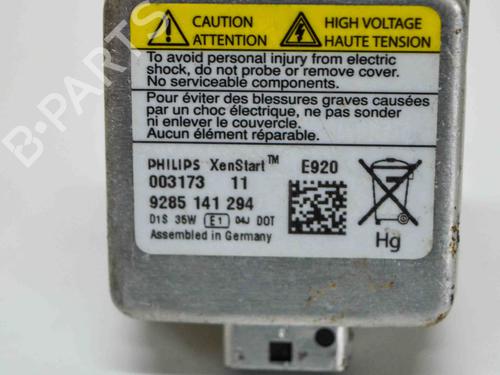 CAUTION
ATTENTION
HIGH VOLTAGE
HAUTE TENSION
To avoid personal injury from electric
shock, do not probe or remove cover.
No serviceable components.
Pour éviter des blessures graves causées
par un choc électrique, ne pas sonder
ni enlever le couvercle.
Aucun élément réparable.
PHILIPS XenStart™ E920
003173 11
9285 141 294
D1S 35W E1 04J DOT
Assembled in Germany
Hg
B-PARTS